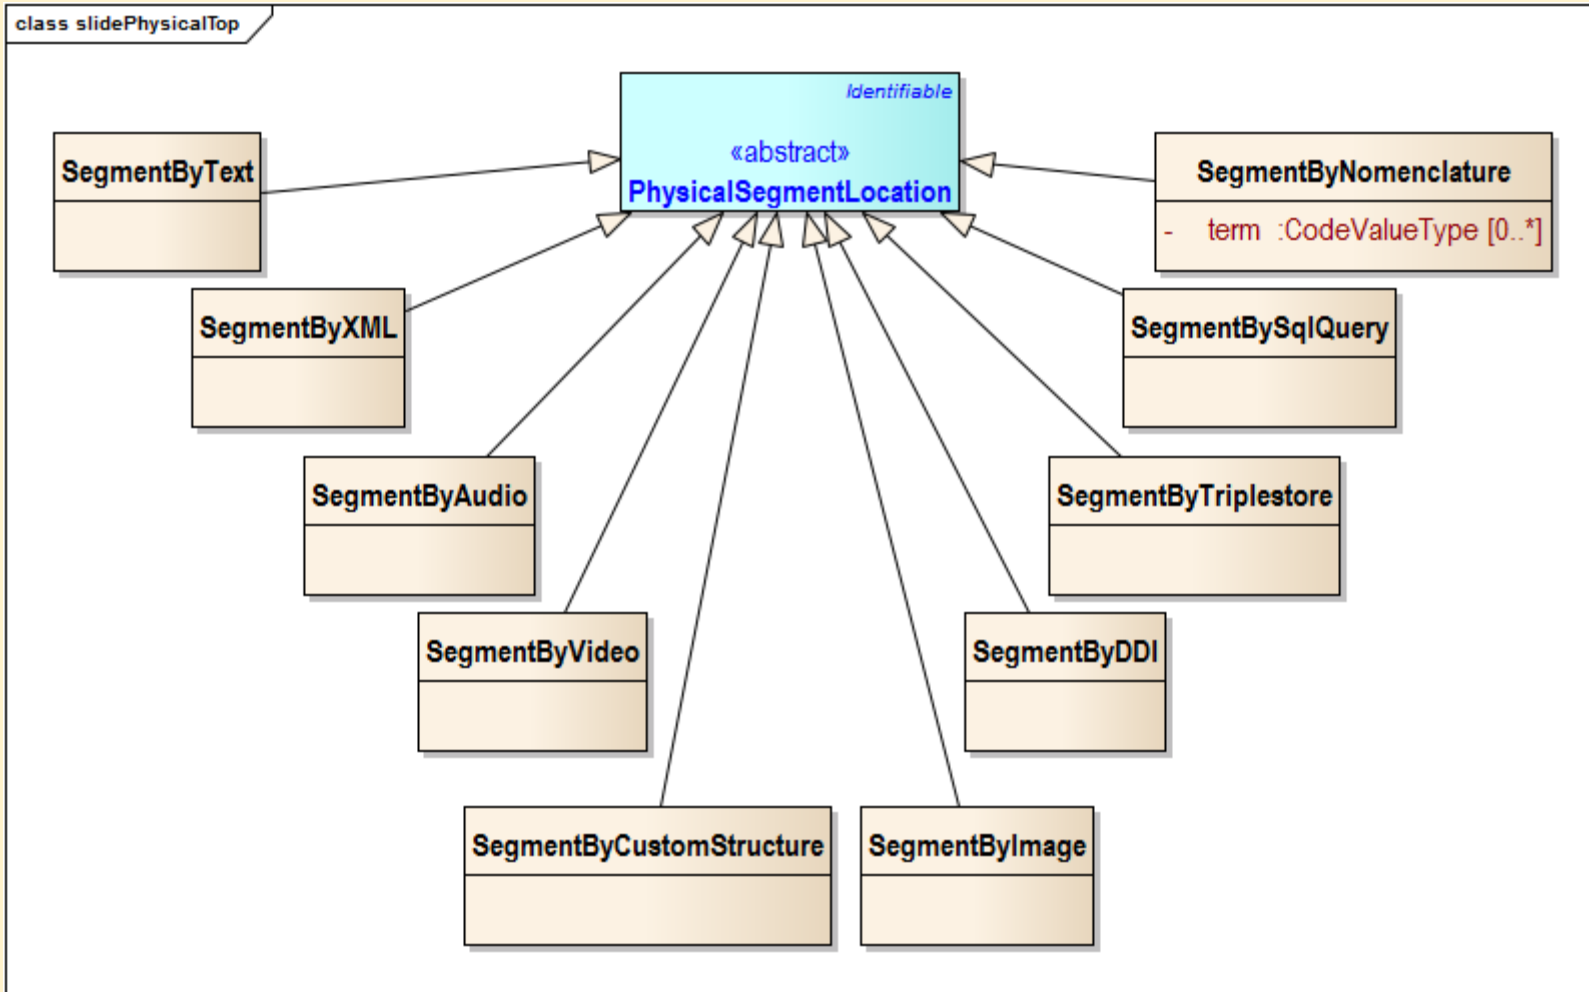 class slidePhysicalTop
Identifiable
«abstract»
PhysicalSegmentLocation
SegmentByText
SegmentByNomenclature
- term :CodeValueType [0..*]
SegmentByXML
SegmentBySqlQuery
SegmentByAudio
SegmentByTriplestore
SegmentByVideo
SegmentByDDI
SegmentByCustomStructure
SegmentByImage